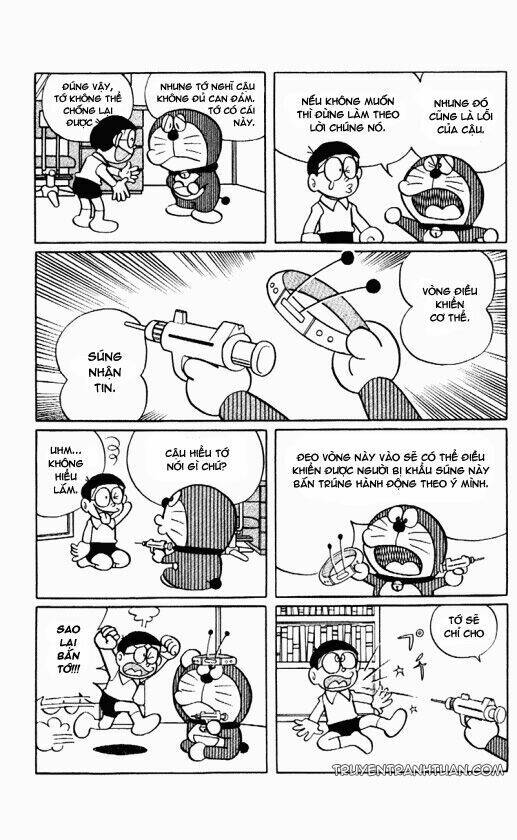 ĐÚNG VẬY,
TỚ KHÔNG THỂ
CHỐNG LẠI
ĐƯỢC
NHƯNG TỚ NGHĨ CẬU
KHÔNG ĐỦ CAN ĐẢM.
TỚ CÓ CÁI
NÀY.
NẾU KHÔNG MUỐN
THÌ ĐỪNG LÀM THEO
LỜI CHÚNG NÓ.
NHƯNG ĐÓ
CŨNG LÀ LỖI
CỦA CẬU.
SÚNG
NHẬN
TIN.
VÒNG ĐIỀU
KHIỂN
CƠ THỂ.
UHM...
KHÔNG
HIỂU
LẮM.
CẬU HIỂU TỚ
NÓI GÌ CHỨ?
ĐEO VÒNG NÀY VÀO SẼ CÓ THỂ ĐIỀU
KHIỂN ĐƯỢC NGƯỜI BỊ KHẨU SÚNG NÀY
BẮN TRÚNG HÀNH ĐỘNG THEO Ý MÌNH.
SAO
LẠI
BẮN
TỚ!!!
TỚ SẼ
CHỈ CHO
TRUYENTRANHTUAN.COM